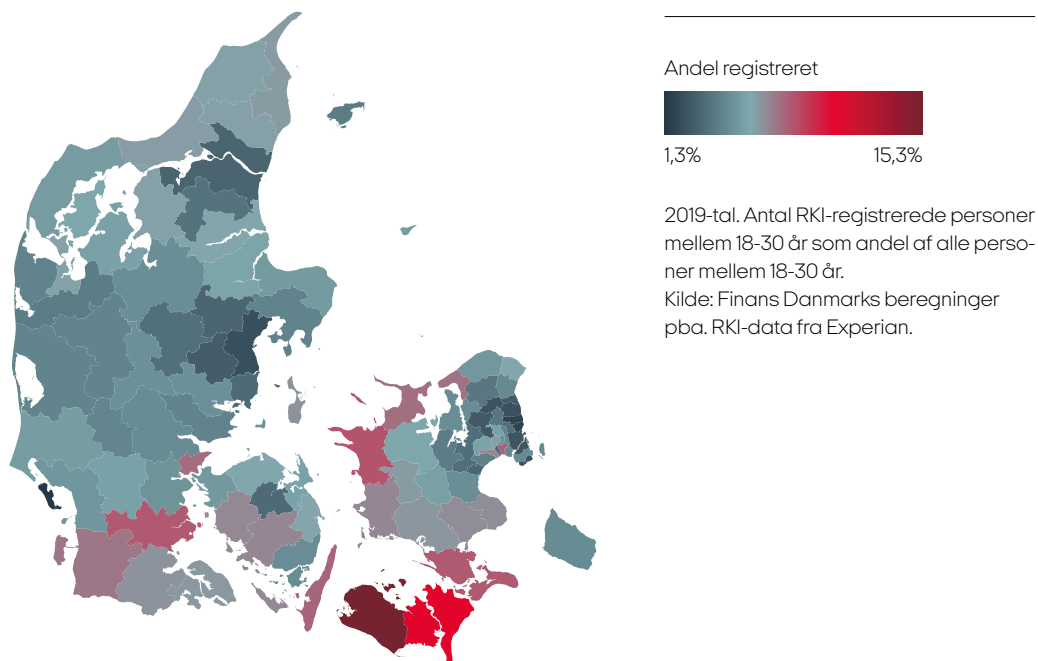 Andel registreret
1,3%
15,3%
2019-tal. Antal RKI-registrerede personer
mellem 18-30 år som andel af alle perso-
ner mellem 18-30 år.
Kilde: Finans Danmarks beregninger
pba. RKI-data fra Experian.